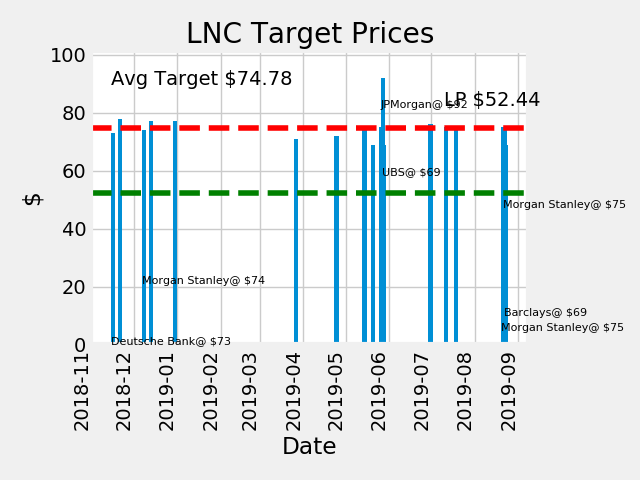 LNC Target Prices
100
Avg Target $74.78
LP $52.44
JPMorgan@ $92
80
UBS@ $69
60
Morgan Stanley@ $75
$
40
Morgan Stanley@ $74
20
Barclays@ $69
Morgan Stanley@ $75
Deutsche Bank@ $73
0
2018-11
2018-12
2019-01
2019-02
2019-03
2019-04
2019-05
2019-06
2019-07
2019-08
2019-09
Date